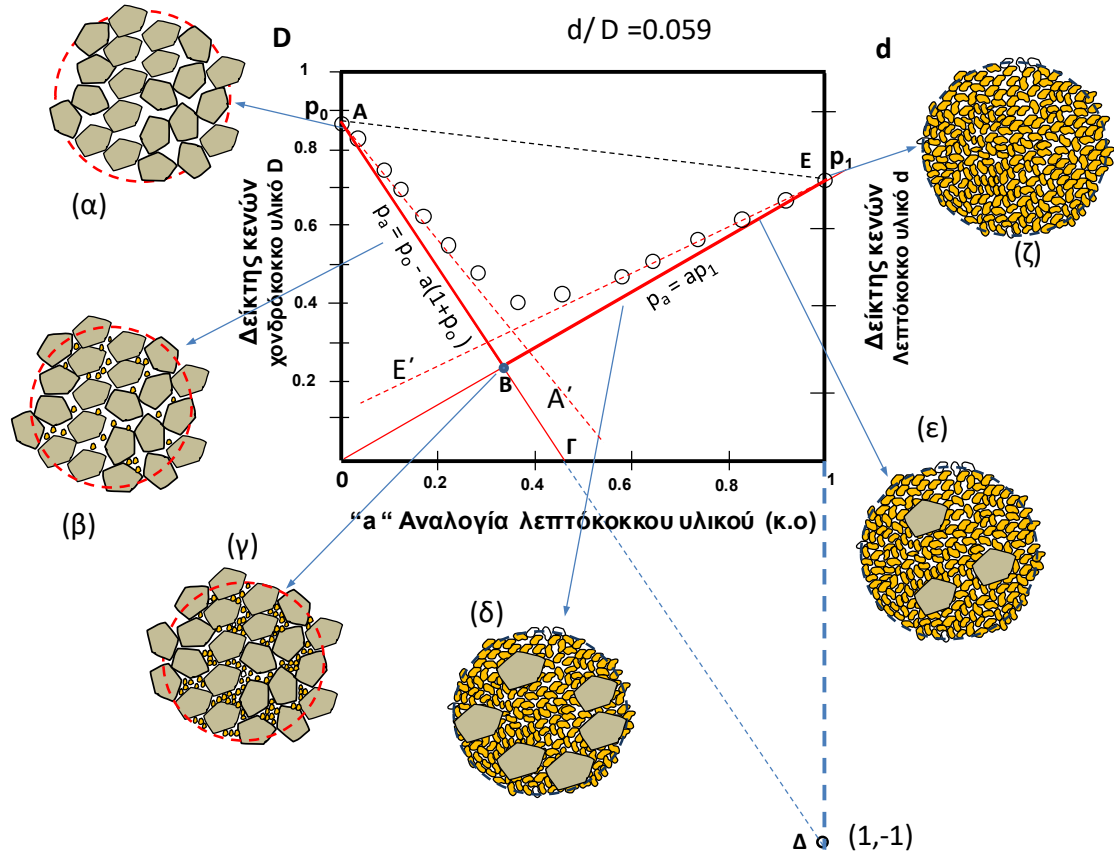 d/ D =0.059
D
d
1
p₀
A
0.8
0.6
0.4
0.2
0
0
0.2
0.4
0.6
0.8
1
E
p₁
Δείκτης κενών
χονδρόκοκκο υλικό D
Δείκτης κενών
λεπτόκοκκο υλικό d
pₐ = pₒ - a(1+pₒ)
pₐ = ap₁
E΄
A΄
B
Γ
“a “ Αναλογία λεπτόκοκκου υλικού (κ.ο)
Δ
(1,-1)
(α)
(β)
(γ)
(δ)
(ε)
(ζ)